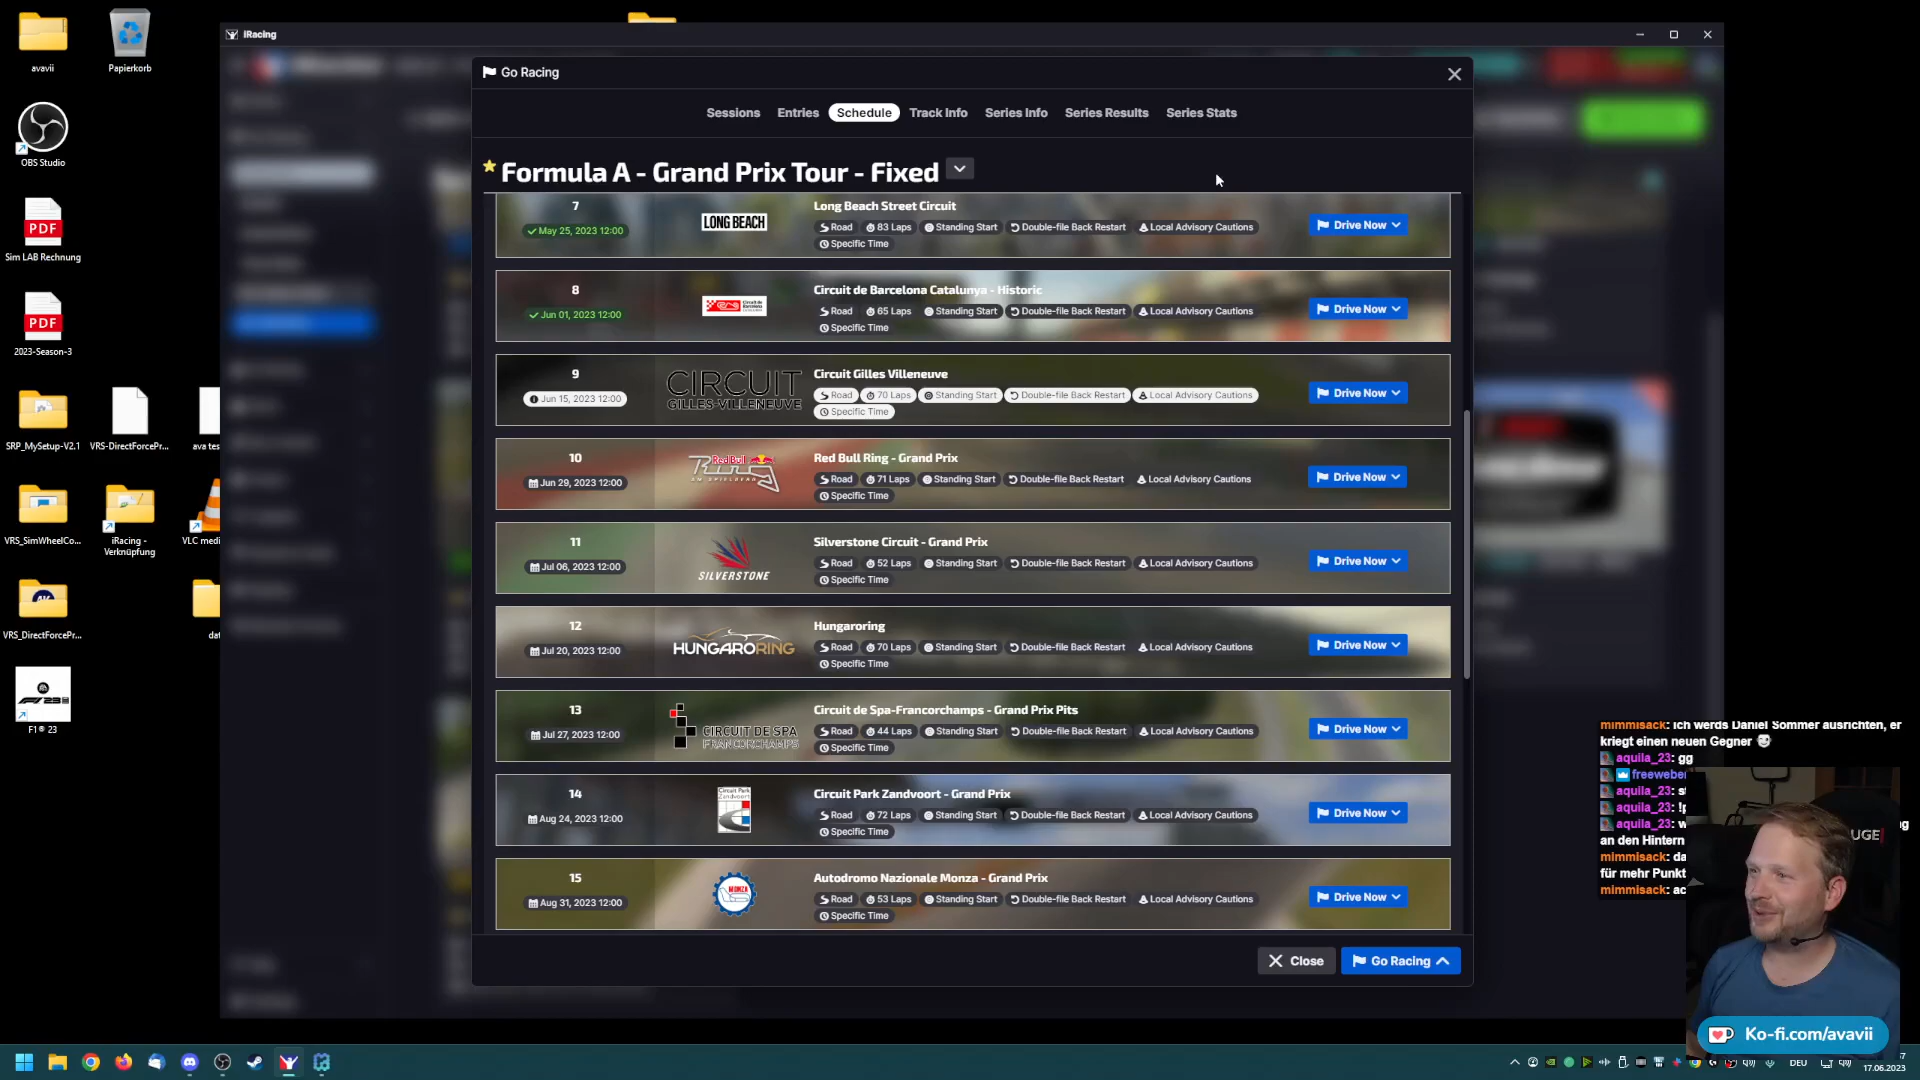 avavii
Papierkorb
iRacing
Go Racing
Sessions Entries Schedule Track Info Series Info Series Results Series Stats
Formula A - Grand Prix Tour - Fixed
7
May 25, 2023 12:00
LONG BEACH
Long Beach Street Circuit
Road 83 Laps Standing Start Double-file Back Restart Local Advisory Cautions
Specific Time
Drive Now
8
Jun 01, 2023 12:00
Circuit de Barcelona Catalunya - Historic
Road 65 Laps Standing Start Double-file Back Restart Local Advisory Cautions
Specific Time
Drive Now
9
Jun 15, 2023 12:00
CIRCUIT
GILLES-VILLENEUVE
Circuit Gilles Villeneuve
Road 70 Laps Standing Start Double-file Back Restart Local Advisory Cautions
Specific Time
Drive Now
10
Jun 29, 2023 12:00
Red Bull
Ring
AM SPIELBERG
Red Bull Ring - Grand Prix
Road 71 Laps Standing Start Double-file Back Restart Local Advisory Cautions
Specific Time
Drive Now
11
Jul 06, 2023 12:00
SILVERSTONE
Silverstone Circuit - Grand Prix
Road 52 Laps Standing Start Double-file Back Restart Local Advisory Cautions
Specific Time
Drive Now
12
Jul 20, 2023 12:00
HUNGARORING
Hungaroring
Road 70 Laps Standing Start Double-file Back Restart Local Advisory Cautions
Specific Time
Drive Now
13
Jul 27, 2023 12:00
CIRCUIT DE SPA
FRANCORCHAMPS
Circuit de Spa-Francorchamps - Grand Prix Pits
Road 44 Laps Standing Start Double-file Back Restart Local Advisory Cautions
Specific Time
Drive Now
14
Aug 24, 2023 12:00
Circuit Park
Zandvoort
Circuit Park Zandvoort - Grand Prix
Road 72 Laps Standing Start Double-file Back Restart Local Advisory Cautions
Specific Time
Drive Now
15
Aug 31, 2023 12:00
MONZA
Autodromo Nazionale Monza - Grand Prix
Road 53 Laps Standing Start Double-file Back Restart Local Advisory Cautions
Specific Time
Drive Now
Close
Go Racing
OBS Studio
PDF
Sim LAB Rechnung
PDF
2023-Season-3
SRP_MySetup-V2.1
VRS-DirectForcePr...
ava tes
VRS_SimWheelCo...
iRacing -
Verknüpfung
VLC medi
VRS_DirectForcePr...
dat
F1® 23
mimmisack: ich werds Daniel Sommer ausrichten, er
kriegt einen neuen Gegner
aquila_23: gg
freeweber
aquila_23: s
aquila_23: !p
aquila_23: w
an den Hintern
mimmisack: da
für mehr Punkt
mimmisack: ac
UGE
Ko-fi.com/avavii
DEU
17.06.2023